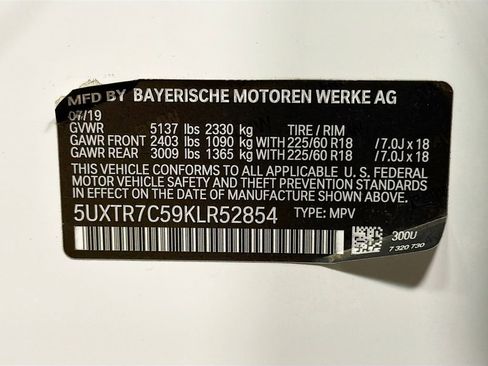 MFD BY BAYERISCHE MOTOREN WERKE AG
07/19
GVWR 5137 lbs 2330 kg TIRE / RIM
GAWR FRONT 2403 lbs 1090 kg WITH 225/60 R18 / 7.0J x 18
GAWR REAR 3009 lbs 1365 kg WITH 225/60 R18 / 7.0J x 18
THIS VEHICLE CONFORMS TO ALL APPLICABLE U. S. FEDERAL
MOTOR VEHICLE SAFETY AND THEFT PREVENTION STANDARDS
IN EFFECT ON THE DATE OF MANUFACTURE SHOWN ABOVE.
5UXTR7C59KLR52854 TYPE: MPV
300U
7 320 730